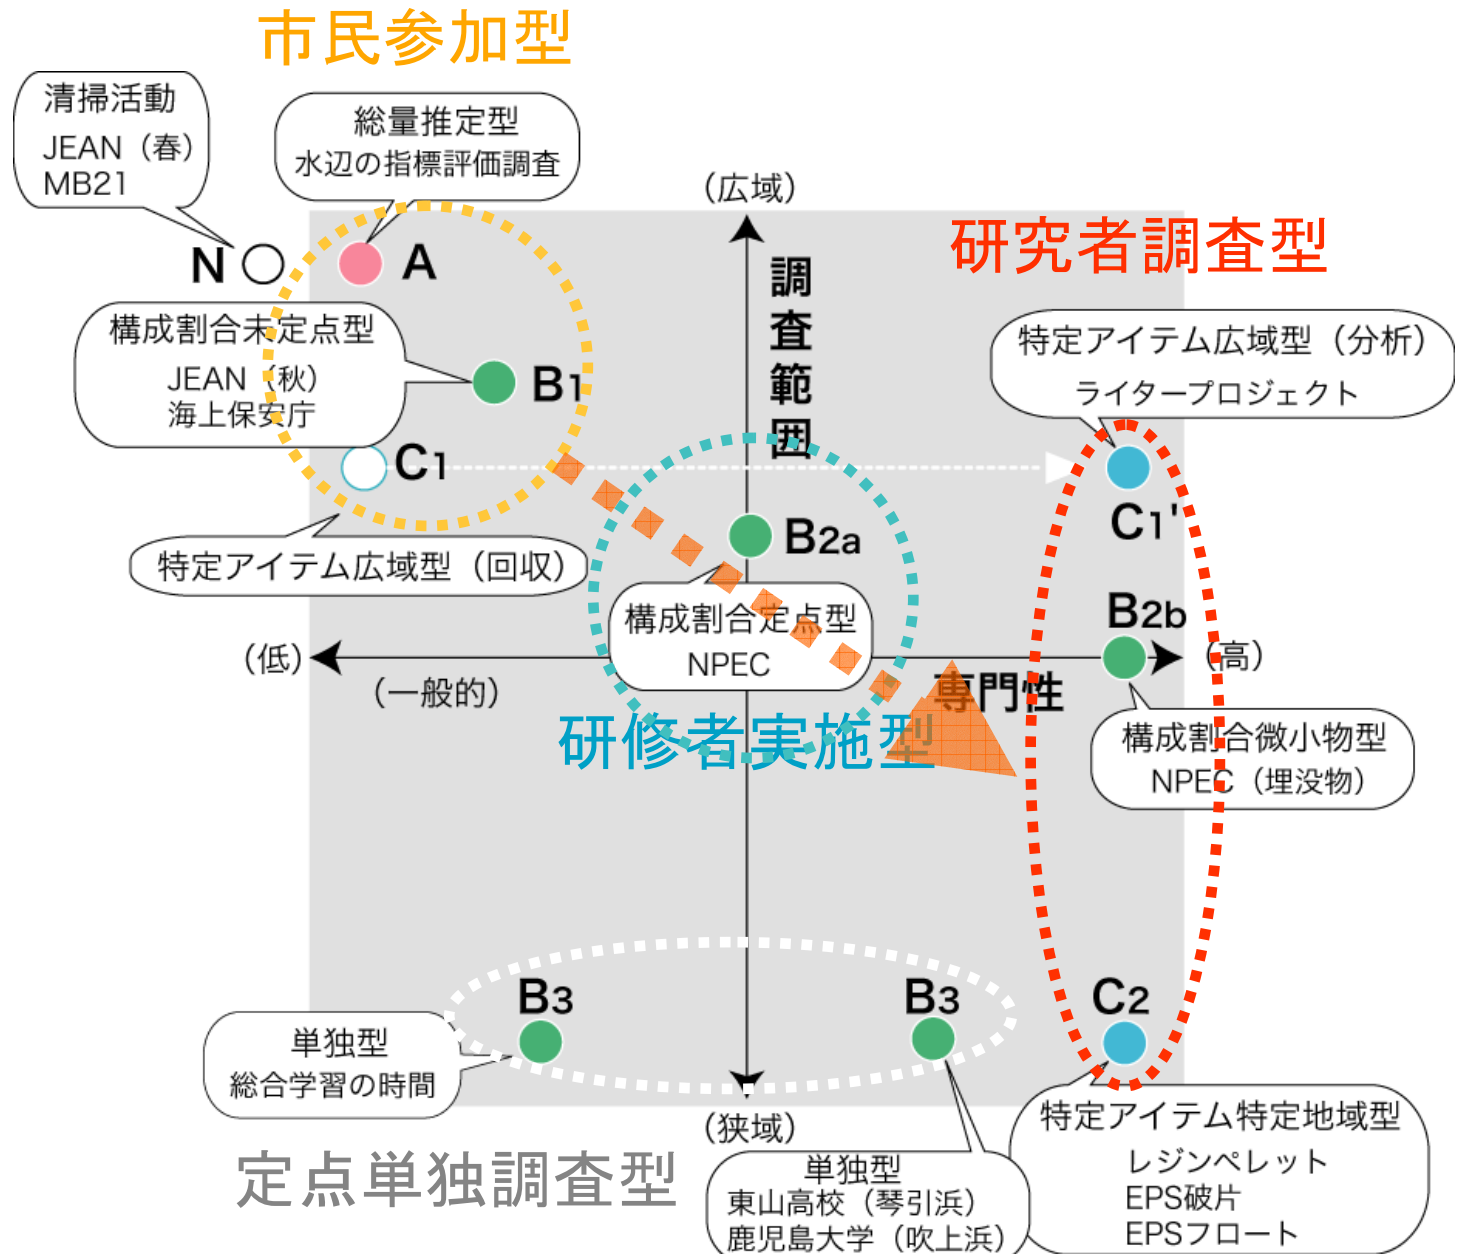 市民参加型
清掃活動
JEAN（春）
MB21
総量推定型
水辺の指標評価調査
（広域）
研究者調査型
N
A
調査範囲
構成割合未定点型
JEAN（秋）
海上保安庁
B1
特定アイテム広域型（分析）
ライタープロジェクト
C1
C1'
B2a
特定アイテム広域型（回収）
構成割合定点型
NPEC
B2b
（低）
（高）
（一般的）
専門性
研修者実施型
構成割合微小物型
NPEC（埋没物）
B3
B3
C2
単独型
総合学習の時間
（狭域）
特定アイテム特定地域型
レジンペレット
EPS破片
EPSフロート
定点単独調査型
単独型
東山高校（琴引浜）
鹿児島大学（吹上浜）